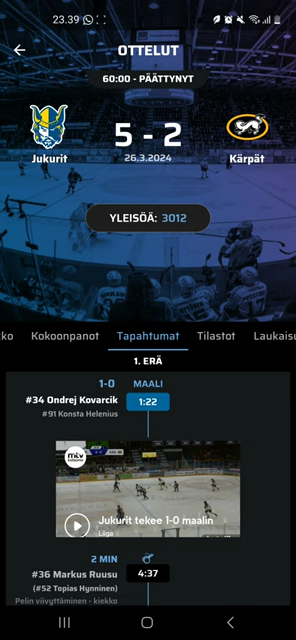 23.39
OTTELUT
60:00 - PÄÄTTYNYT
5 - 2
Jukurit
26.3.2024
Kärpät
YLEISÖÄ: 3012
ko Kokoonpanot Tapahtumat Tilastot Laukaisu
1. ERÄ
1-0 MAALI
#34 Ondrej Kovarcik 1:22
#91 Konsta Helenius
mtv
Jukurit tekee 1-0 maalin
Liiga
2 MIN
#36 Markus Ruusu 4:37
(#52 Topias Hynninen)
Pelin viivyttäminen - kiekko